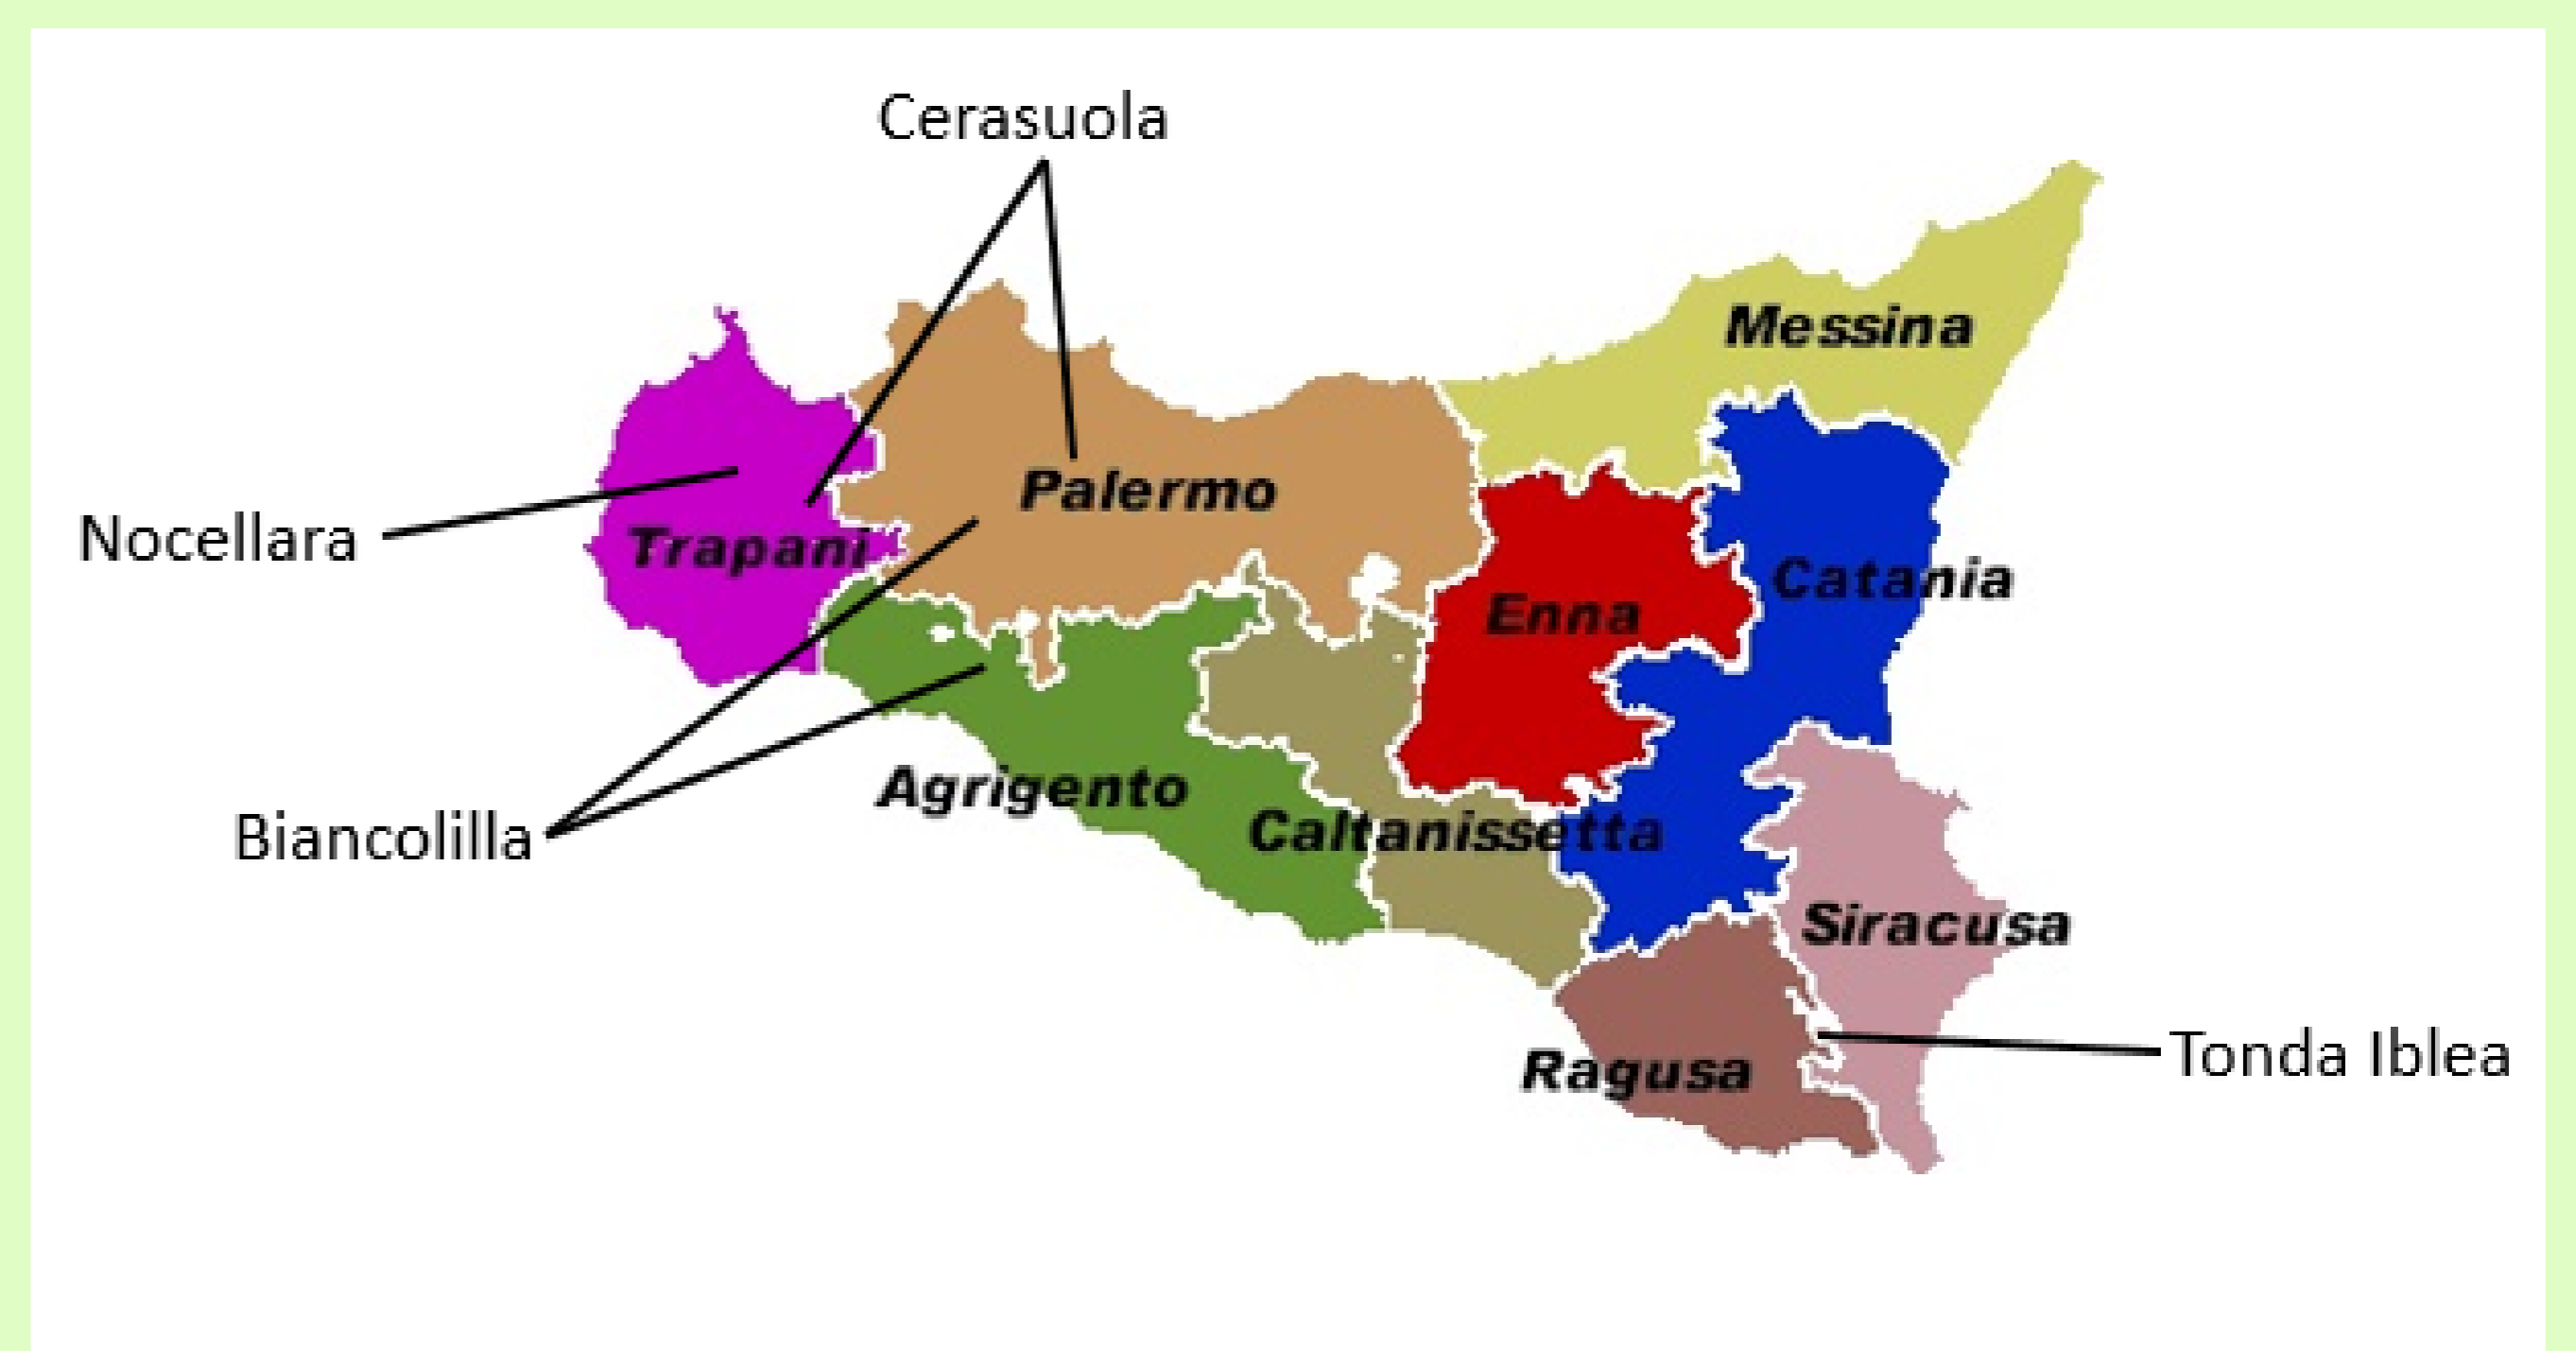 Cerasuola
Messina
Palermo
Nocellara
Trapani
Catania
Enna
Agrigento
Biancolilla
Caltanissetta
Siracusa
Tonda Iblea
Ragusa